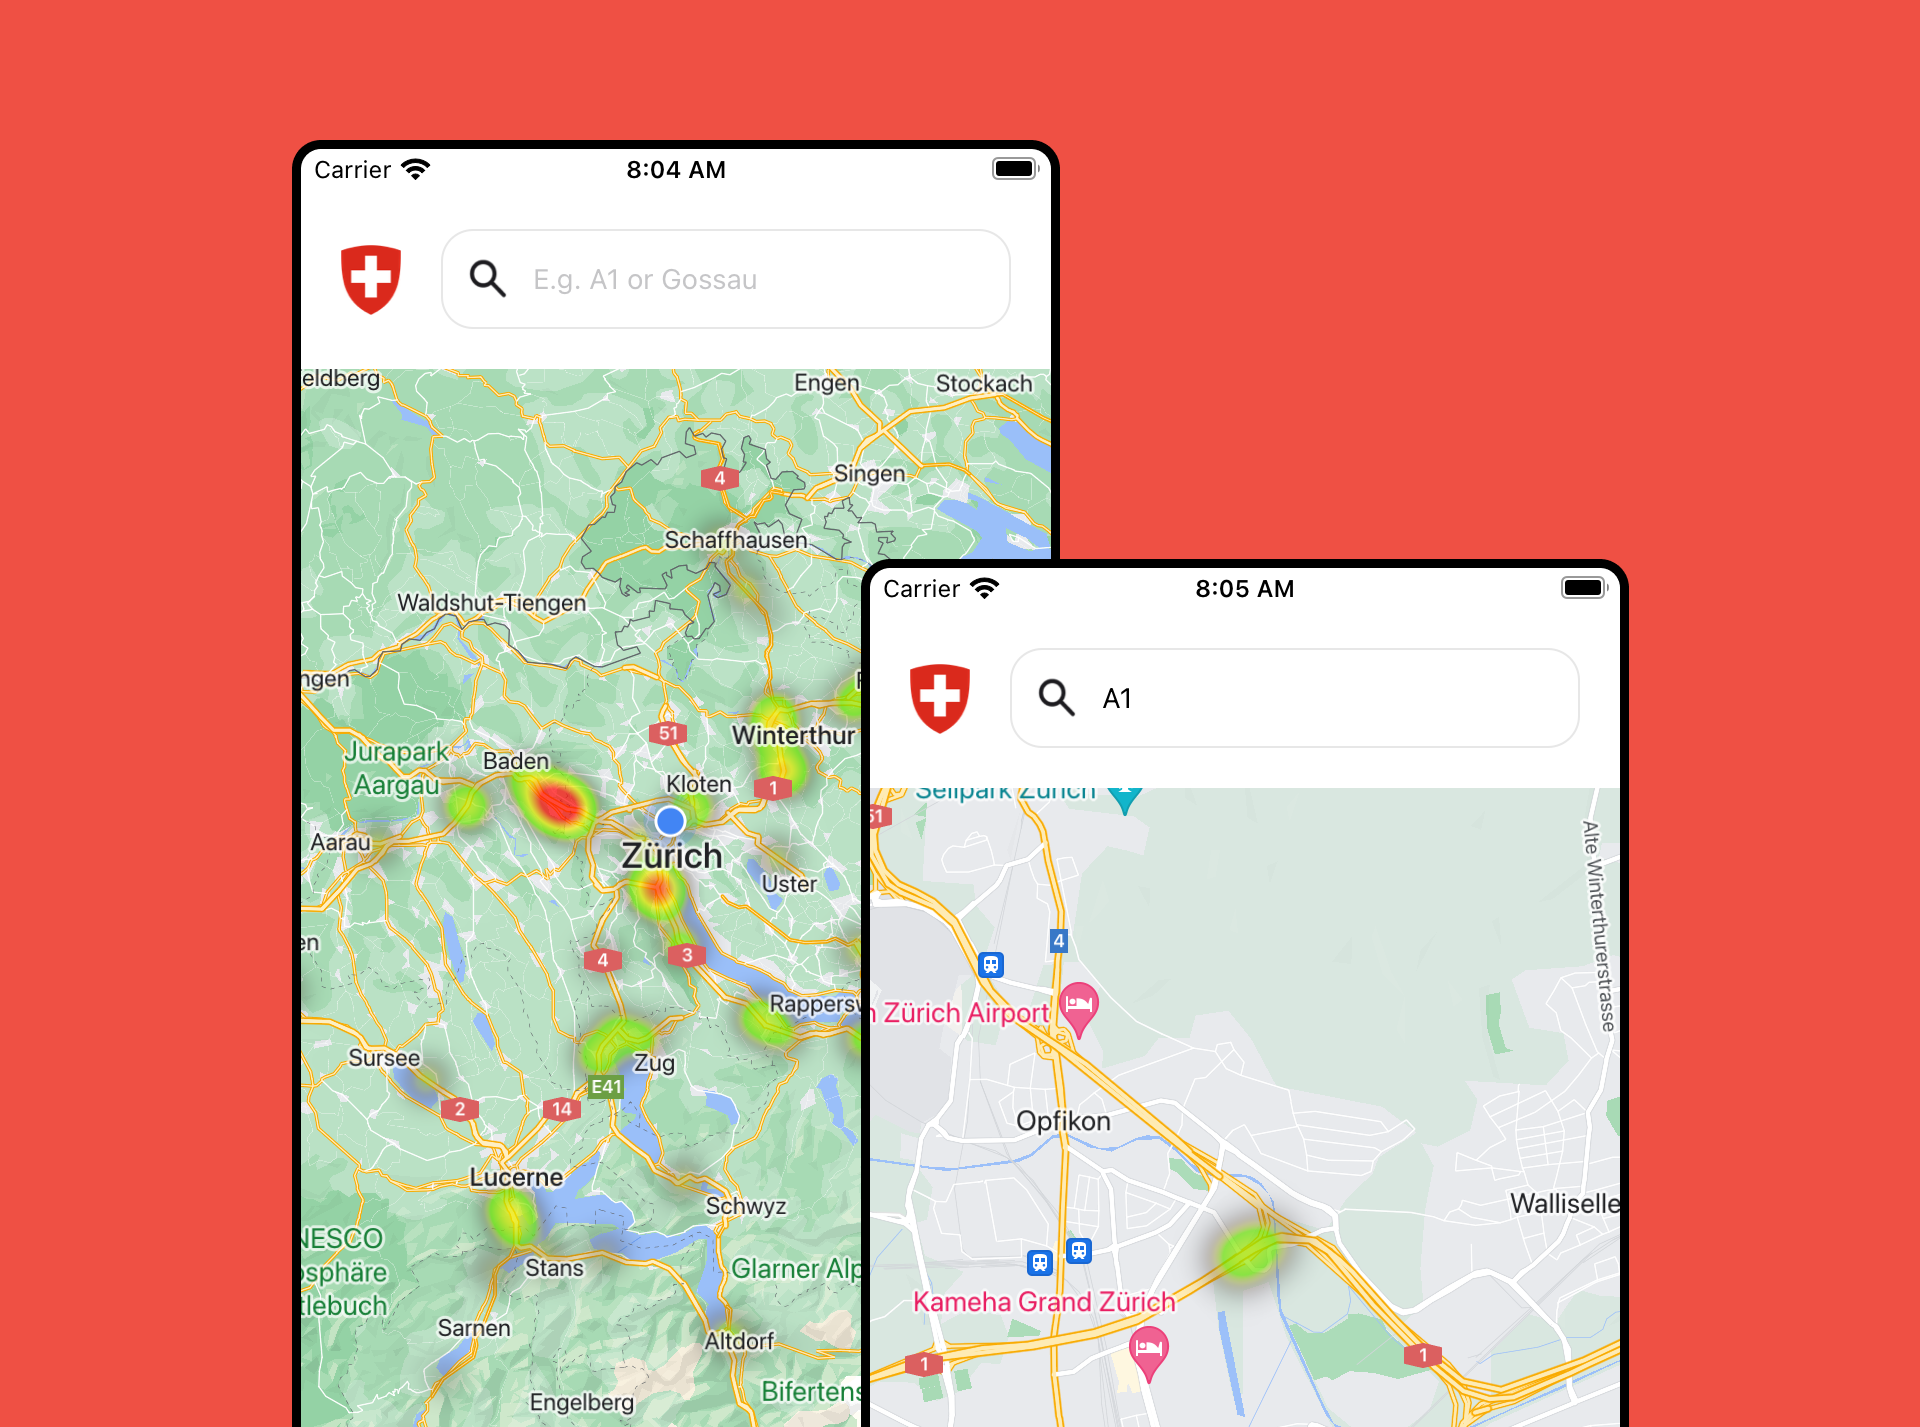 Carrier
8:04 AM
E.g. A1 or Gossau
eldberg
Engen
Stockach
4
Singen
Schaffhausen
Waldshut-Tiengen
ngen
51
Winterthur
Jurapark
Aargau
Baden
Kloten
1
Aarau
Zürich
Uster
en
4
3
Rappersw
Sursee
Zug
E41
2
14
Lucerne
Schwyz
NESCO
osphäre
tlebuch
Stans
Glarner Alp
Sarnen
Altdorf
Bifertens
Engelberg
Carrier
8:05 AM
A1
Seilpark Zürich
51
Alte Winterthurerstrasse
4
n Zürich Airport
Opfikon
Walliselle
Kameha Grand Zürich
1
1